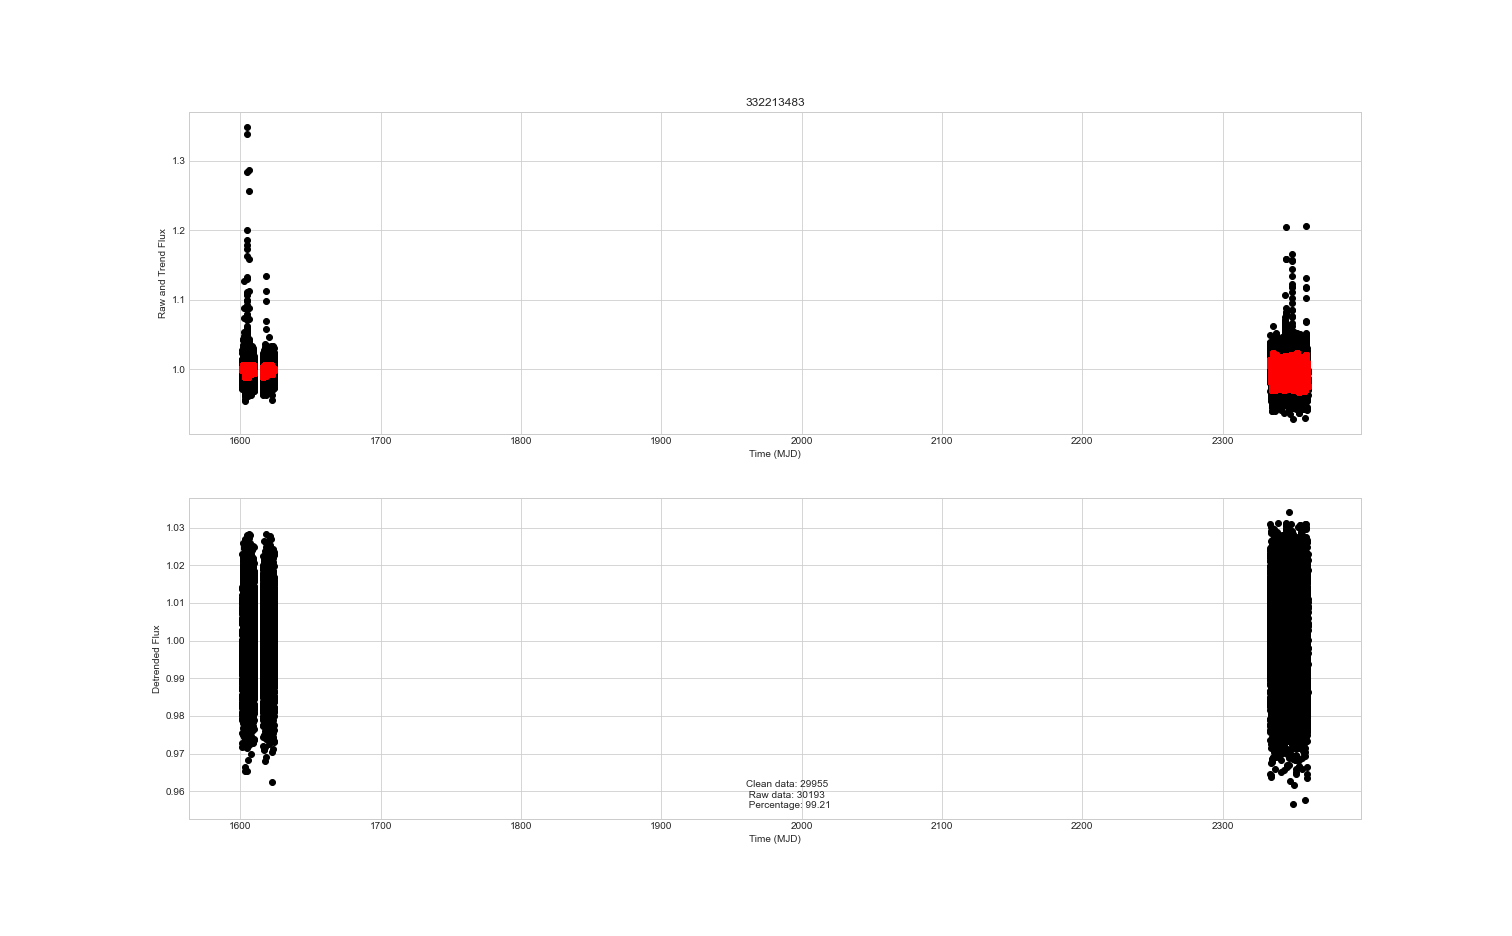 332213483
Raw and Trend Flux
1.3
1.2
1.1
1.0
1600 1700 1800 1900 2000 2100 2200 2300
Time (MJD)
Detrended Flux
1.03
1.02
1.01
1.00
0.99
0.98
0.97
0.96
Clean data: 29955
Raw data: 30193
Percentage: 99.21
1600 1700 1800 1900 2000 2100 2200 2300
Time (MJD)